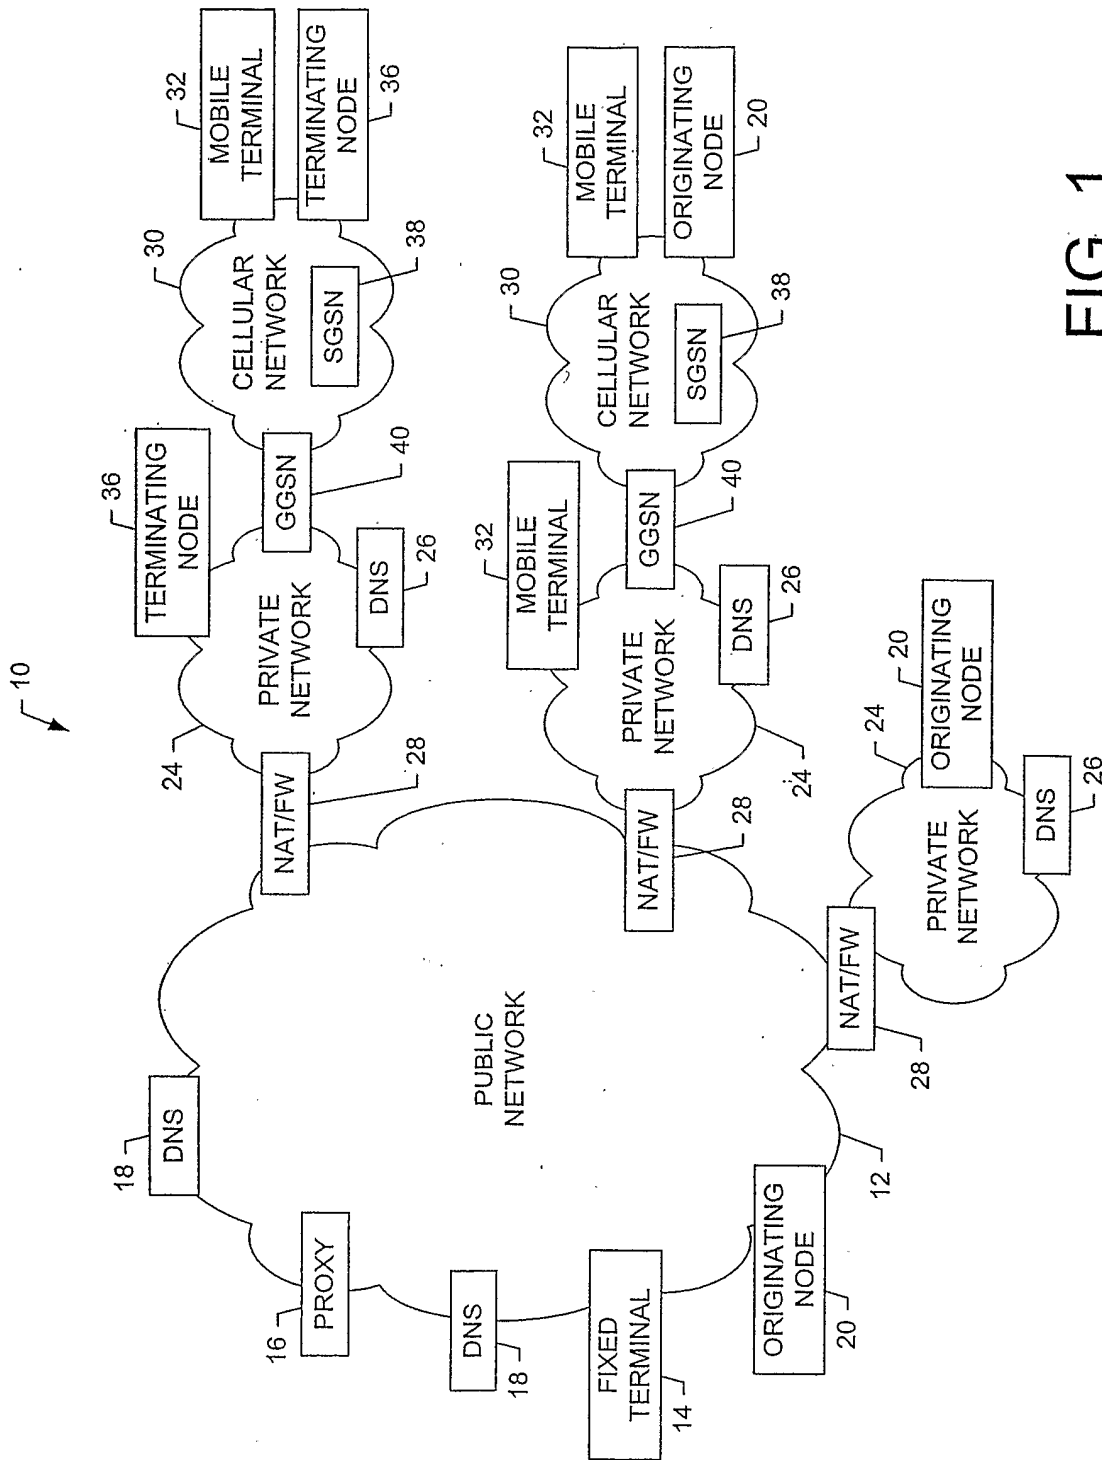 10
32
MOBILE
TERMINAL
TERMINATING
NODE
36
30
CELLULAR
NETWORK
SGSN
38
36
TERMINATING
NODE
GGSN
40
24
PRIVATE
NETWORK
DNS
26
NAT/FW
28
32
MOBILE
TERMINAL
ORIGINATING
NODE
20
30
CELLULAR
NETWORK
SGSN
38
32
MOBILE
TERMINAL
GGSN
40
PRIVATE
NETWORK
DNS
26
24
NAT/FW
28
24
20
ORIGINATING
NODE
PRIVATE
NETWORK
DNS
26
NAT/FW
28
PUBLIC
NETWORK
12
18
DNS
16
PROXY
DNS
18
FIXED
TERMINAL
14
ORIGINATING
NODE
20
FIG. 1